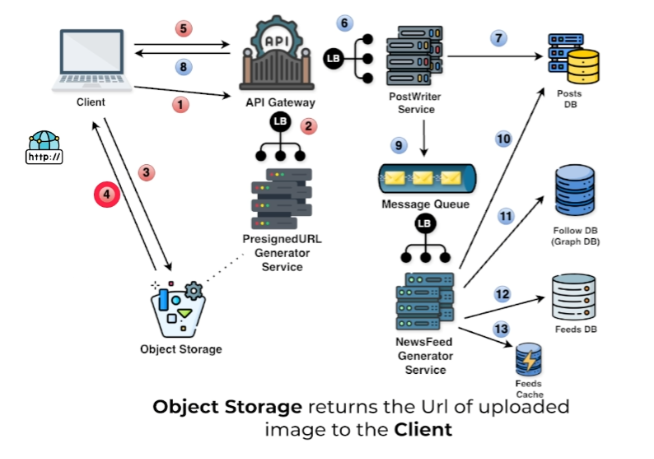 5
6
API
LB
7
8
Client
1
API Gateway
PostWriter
Service
Posts
DB
LB
2
http://
9
10
4
3
Message Queue
LB
11
PresignedURL
Generator
Service
Follow DB
(Graph DB)
12
Object Storage
13
NewsFeed
Generator
Service
Feeds DB
Feeds
Cache
Object Storage returns the Url of uploaded
image to the Client